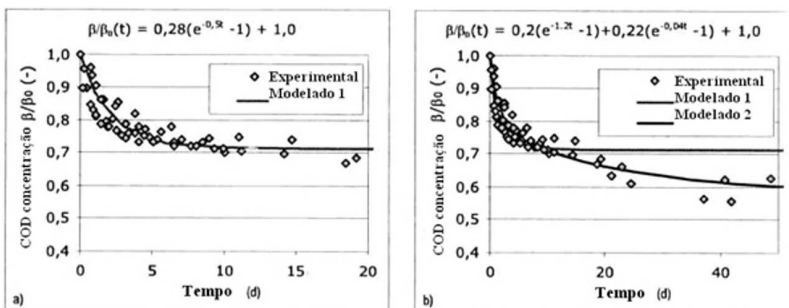 β/β₀(t) = 0,28(e^-0,5t -1) + 1,0
COD concentração β/β0 (-)
1,0
0,9
0,8
0,7
0,6
0,5
0,4
Experimental
Modelado 1
0
5
10
15
20
Tempo (d)
a)
β/β₀(t) = 0,2(e^-1.2t -1)+0,22(e^-0,04t -1) + 1,0
COD concentração β/β0 (-)
1,0
0,9
0,8
0,7
0,6
0,5
0,4
Experimental
Modelado 1
Modelado 2
0
20
40
Tempo (d)
b)